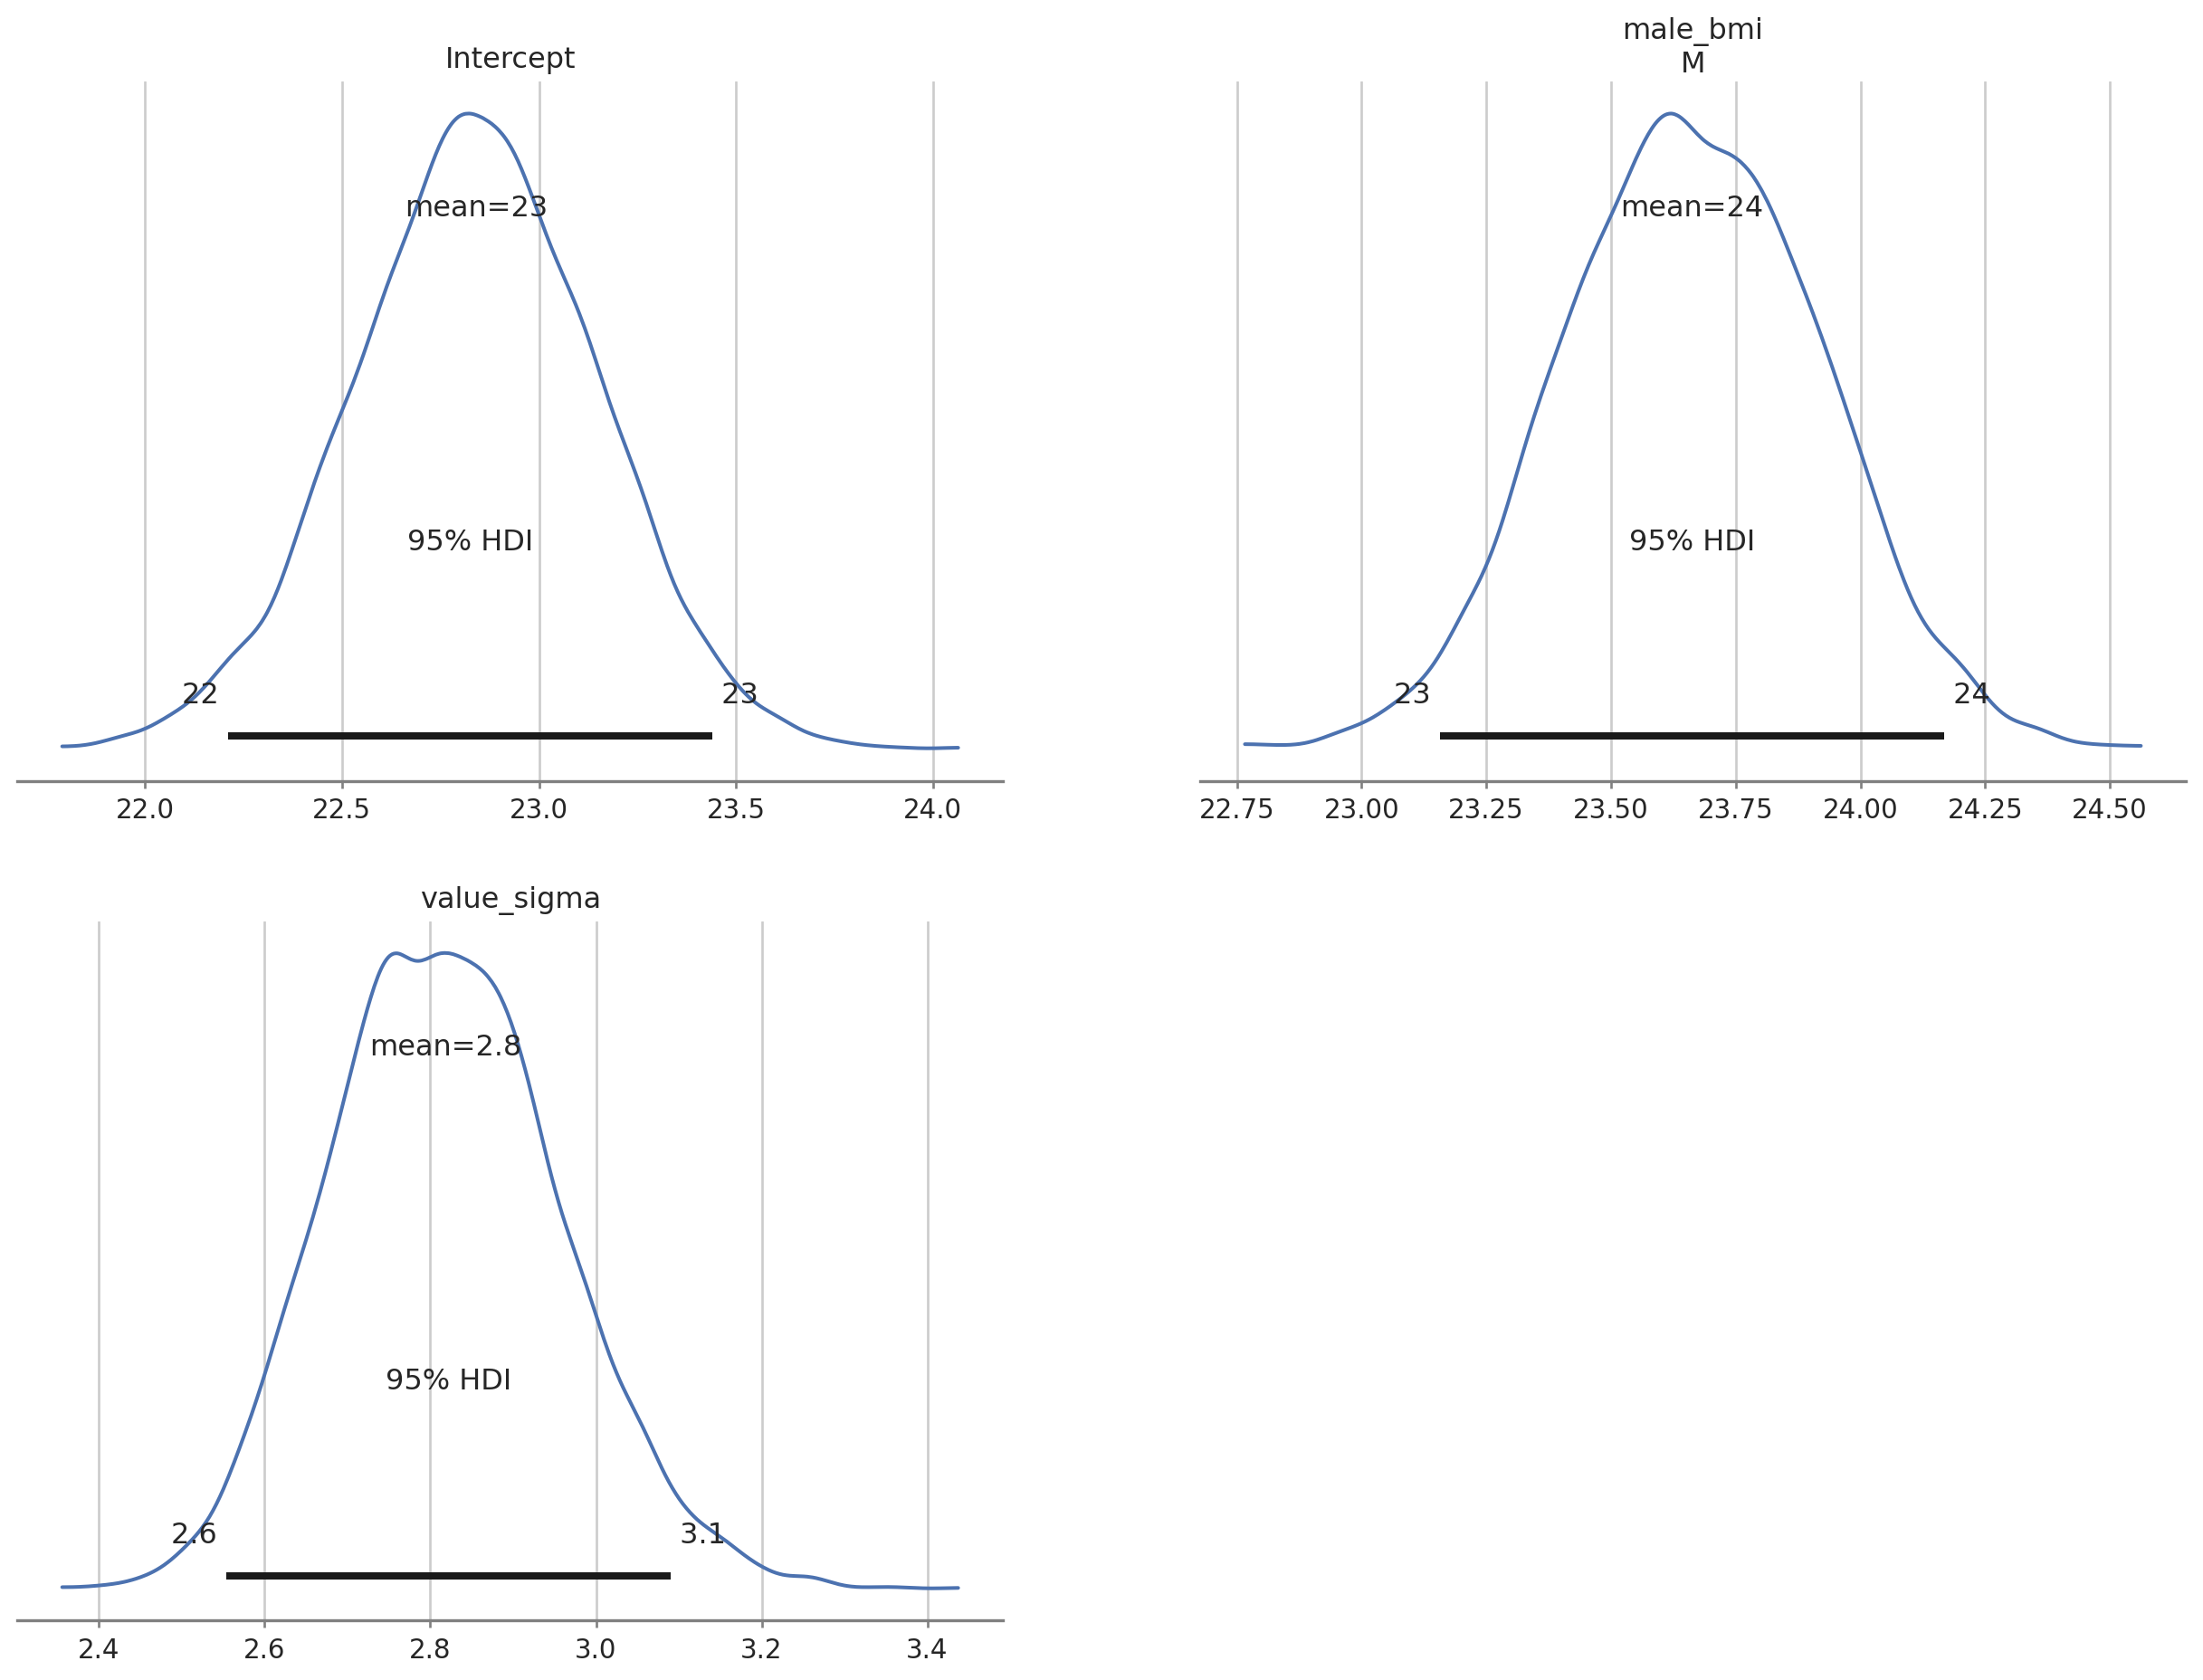 Intercept
mean=23
95% HDI
22 23
22.0 22.5 23.0 23.5 24.0
male_bmi
M
mean=24
95% HDI
23 24
22.75 23.00 23.25 23.50 23.75 24.00 24.25 24.50
value_sigma
mean=2.8
95% HDI
2.6 3.1
2.4 2.6 2.8 3.0 3.2 3.4